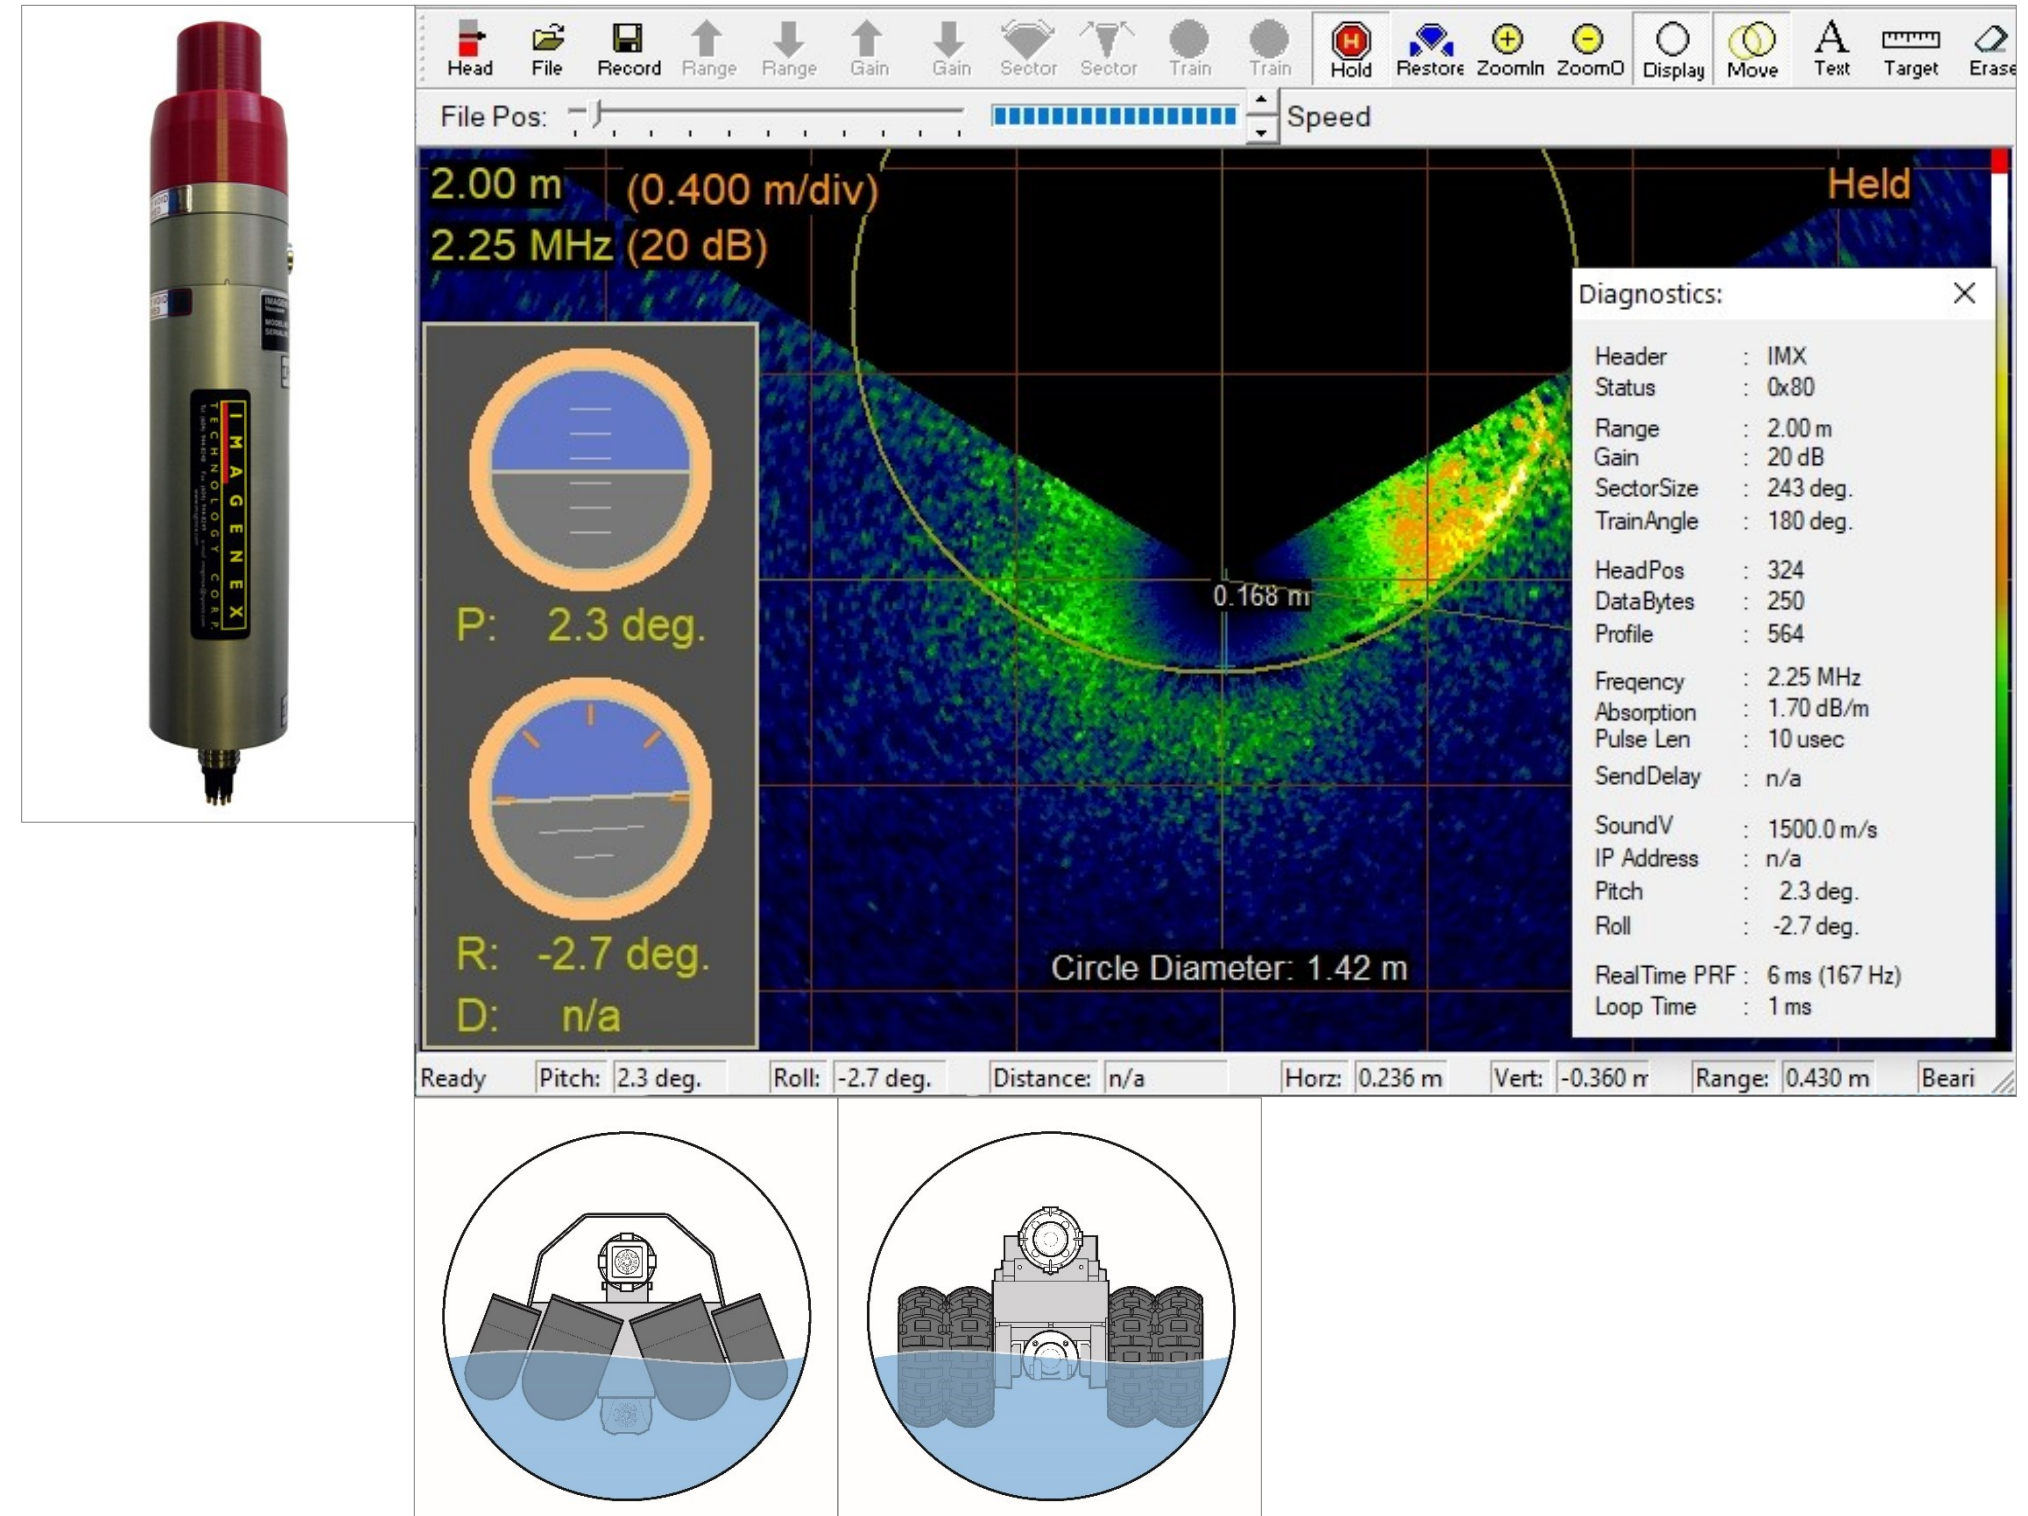 IMAGENEX
TECHNOLOGY CORP.
Head File Record Range Range Gain Gain Sector Sector Train Train Hold Restore ZoomIn ZoomO Display Move Text Target Erase
File Pos: Speed
2.00 m (0.400 m/div) Held
2.25 MHz (20 dB)
P: 2.3 deg.
R: -2.7 deg.
D: n/a
0.168 m
Circle Diameter: 1.42 m
Diagnostics:
Header : IMX
Status : 0x80
Range : 2.00 m
Gain : 20 dB
SectorSize : 243 deg.
TrainAngle : 180 deg.
HeadPos : 324
DataBytes : 250
Profile : 564
Freqency : 2.25 MHz
Absorption : 1.70 dB/m
Pulse Len : 10 usec
SendDelay : n/a
SoundV : 1500.0 m/s
IP Address : n/a
Pitch : 2.3 deg.
Roll : -2.7 deg.
RealTime PRF : 6 ms (167 Hz)
Loop Time : 1 ms
Ready Pitch: 2.3 deg. Roll: -2.7 deg. Distance: n/a Horz: 0.236 m Vert: -0.360 m Range: 0.430 m Beari